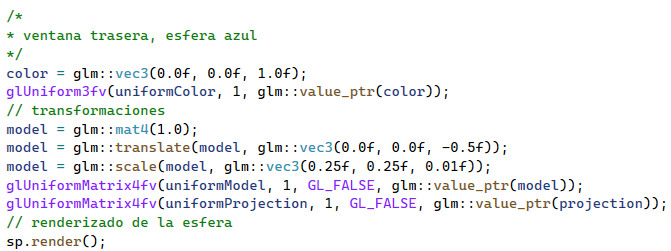 /*
* ventana trasera, esfera azul
*/
color = glm::vec3(0.0f, 0.0f, 1.0f);
glUniform3fv(uniformColor, 1, glm::value_ptr(color));
// transformaciones
model = glm::mat4(1.0);
model = glm::translate(model, glm::vec3(0.0f, 0.0f, -0.5f));
model = glm::scale(model, glm::vec3(0.25f, 0.25f, 0.01f));
glUniformMatrix4fv(uniformModel, 1, GL_FALSE, glm::value_ptr(model));
glUniformMatrix4fv(uniformProjection, 1, GL_FALSE, glm::value_ptr(projection));
// renderizado de la esfera
sp.render();